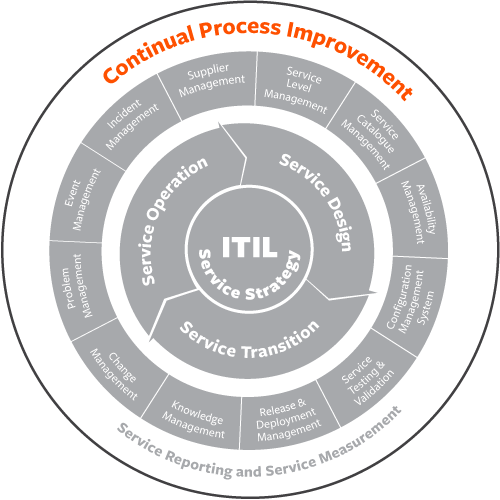 Continual Process Improvement
Supplier
Management
Service
Level
Management
Service
Catalogue
Management
Availability
Management
Configuration
Management
System
Service
Testing &
Validation
Release &
Deployment
Management
Knowledge
Management
Change
Management
Problem
Management
Event
Management
Incident
Management
Service Operation
Service Design
Service Transition
ITIL
Service Strategy
Service Reporting and Service Measurement